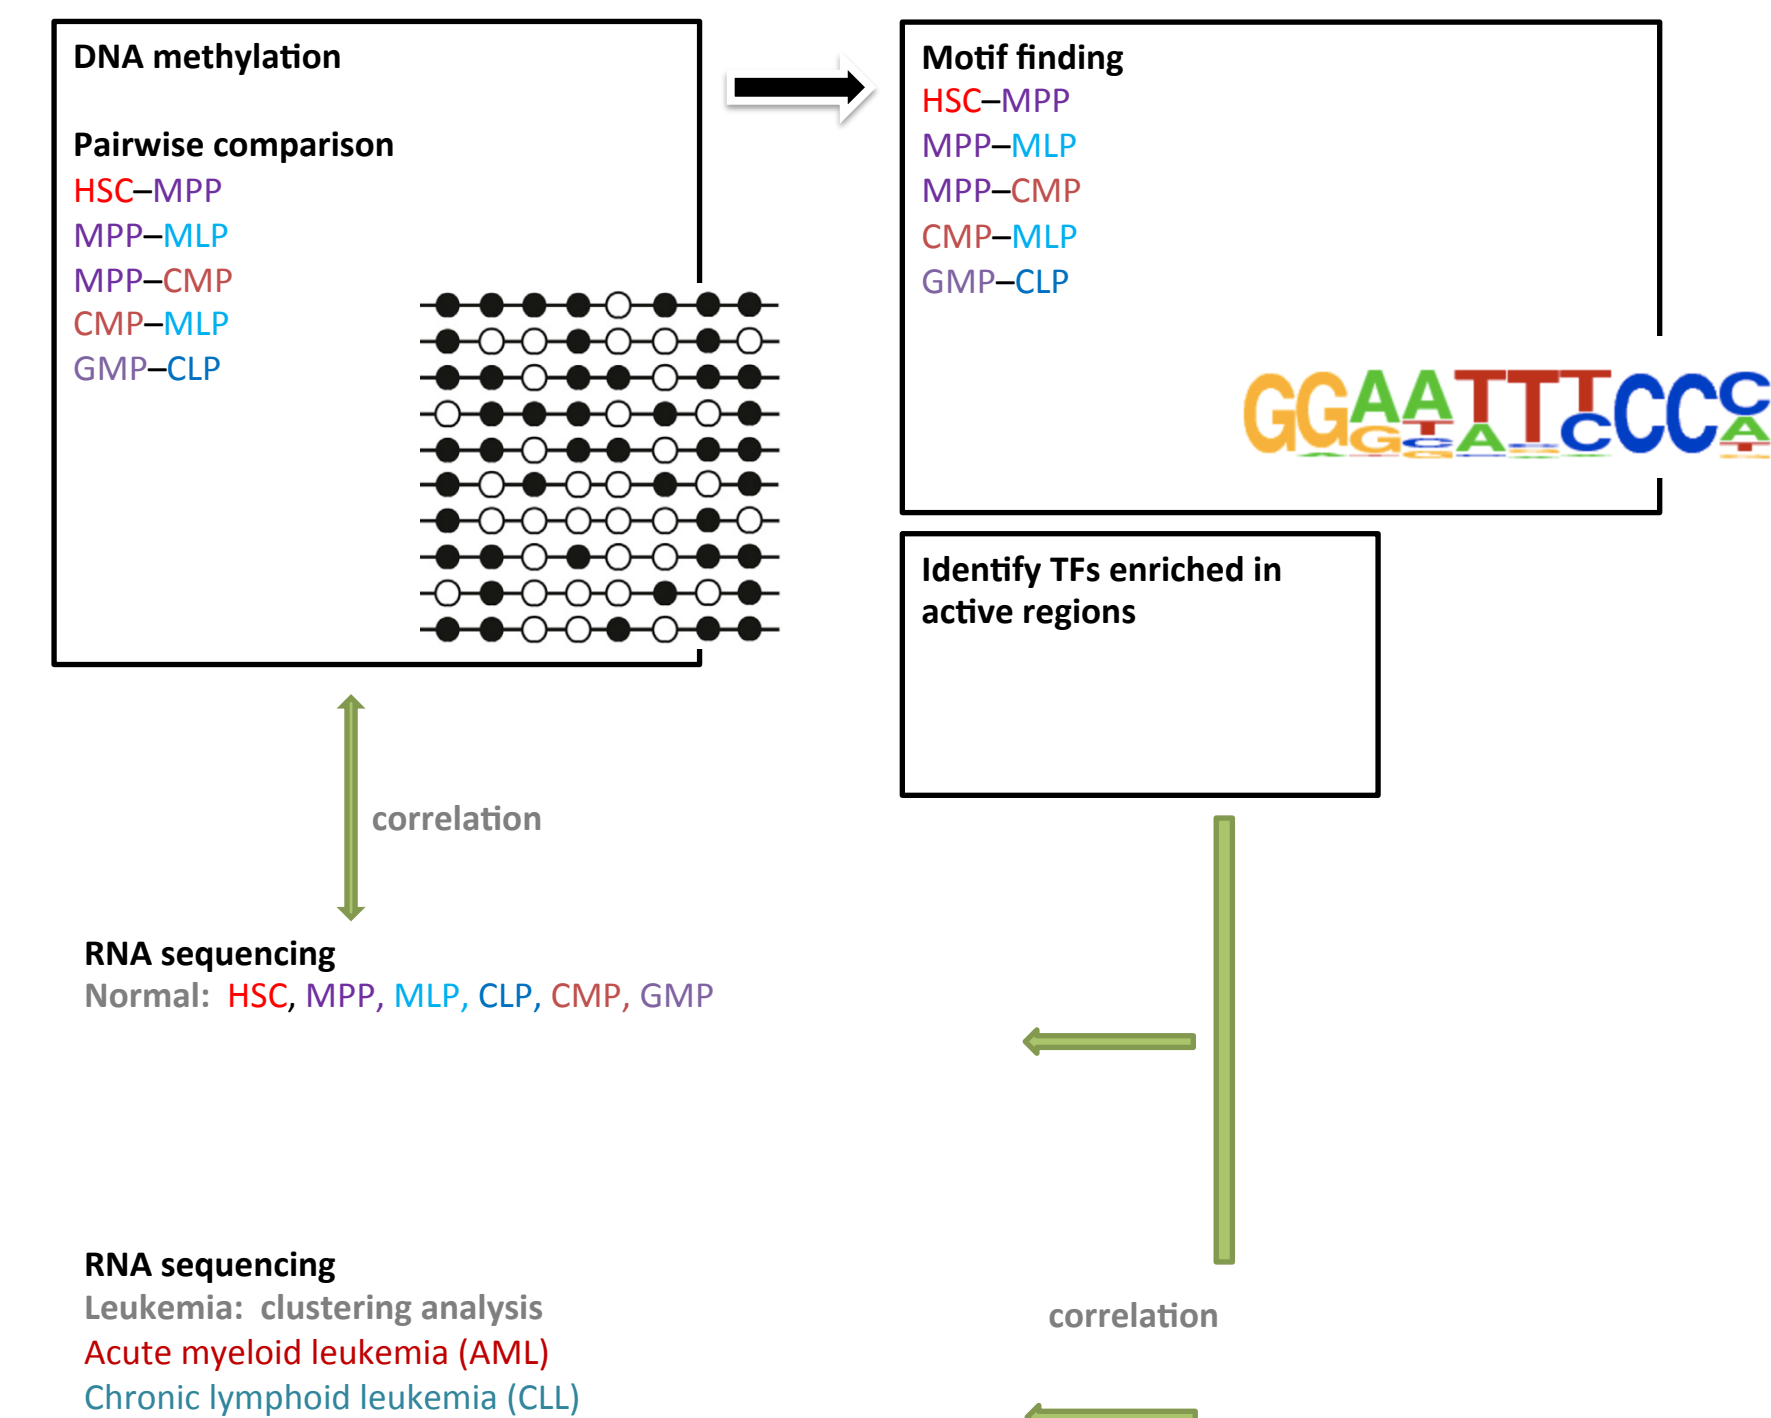 DNA methylation
Pairwise comparison
HSC–MPP
MPP–MLP
MPP–CMP
CMP–MLP
GMP–CLP
Motif finding
HSC–MPP
MPP–MLP
MPP–CMP
CMP–MLP
GMP–CLP
GGAATTTCCC
Identify TFs enriched in
active regions
correlation
RNA sequencing
Normal: HSC, MPP, MLP, CLP, CMP, GMP
RNA sequencing
Leukemia: clustering analysis
Acute myeloid leukemia (AML)
Chronic lymphoid leukemia (CLL)
correlation